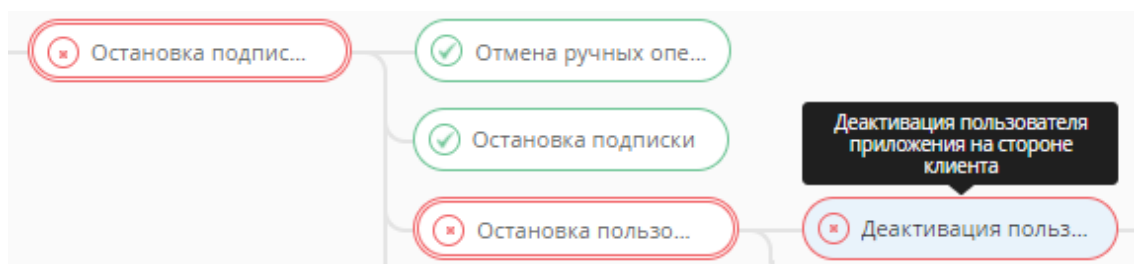 Остановка подпис...
Отмена ручных опе...
Остановка подписки
Деактивация пользователя
приложения на стороне
клиента
Остановка пользо...
Деактивация польз...